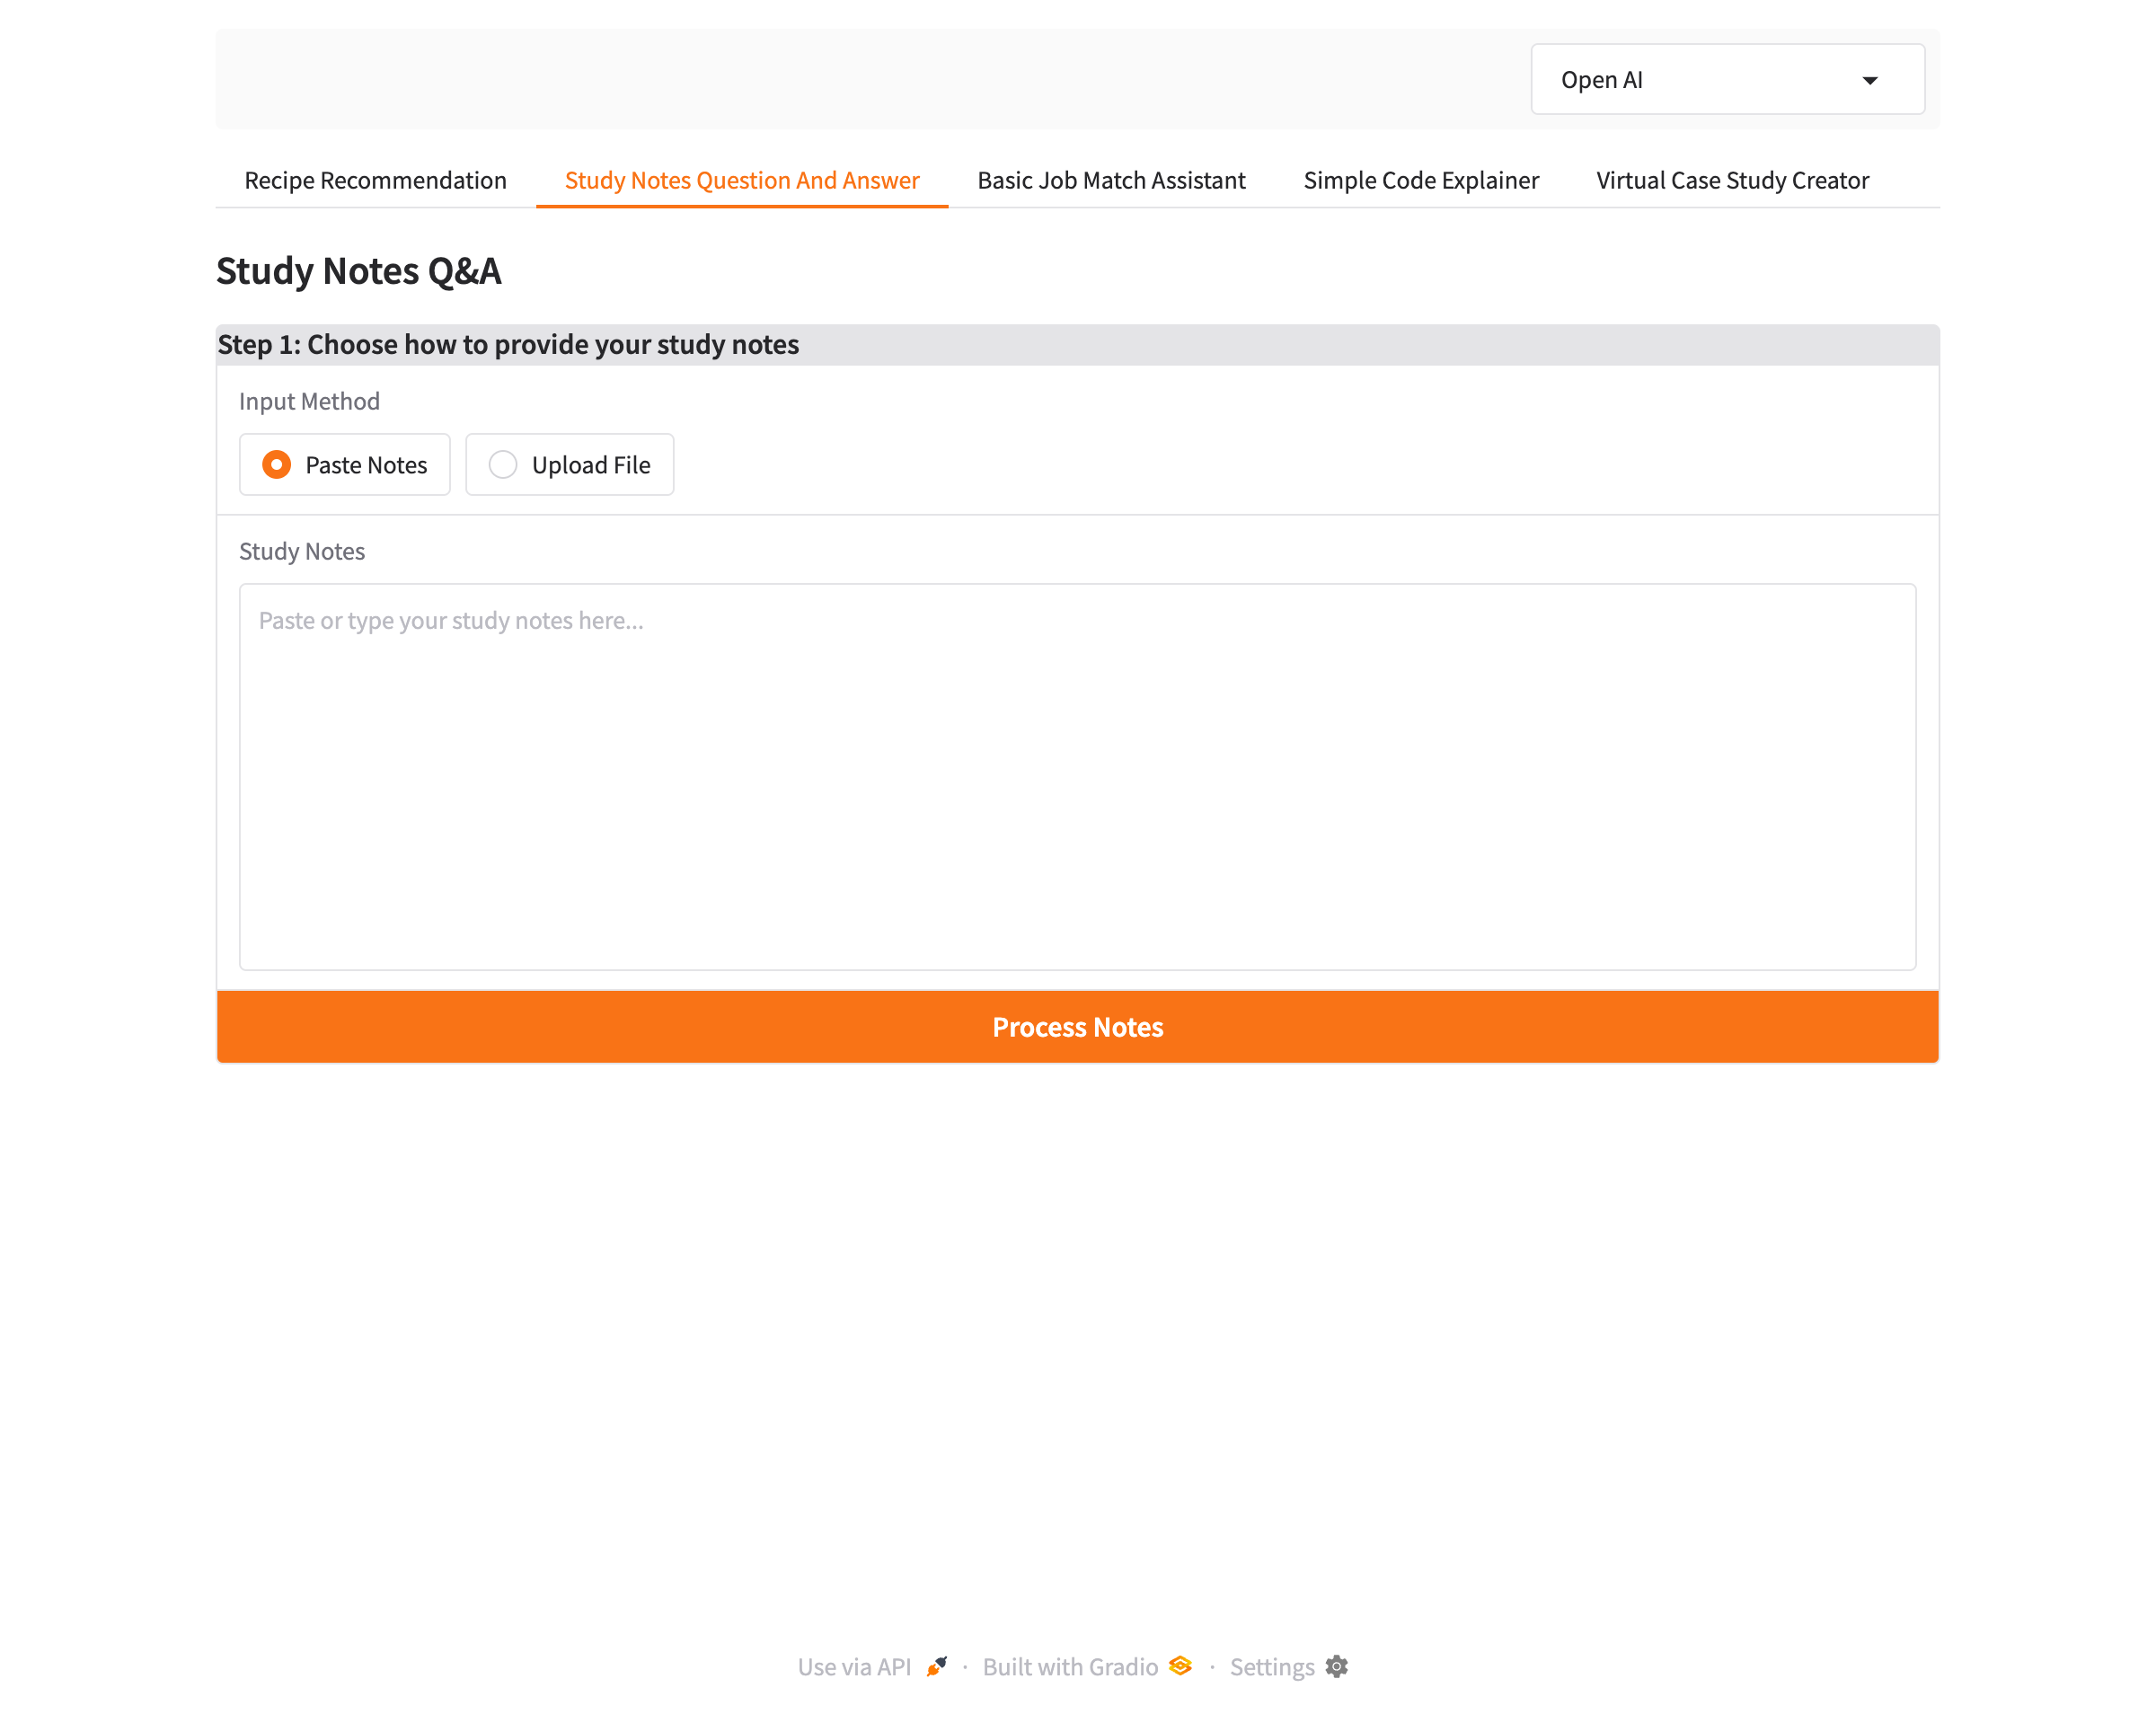 Open AI
Recipe Recommendation Study Notes Question And Answer Basic Job Match Assistant Simple Code Explainer Virtual Case Study Creator
Study Notes Q&A
Step 1: Choose how to provide your study notes
Input Method
Paste Notes Upload File
Study Notes
Paste or type your study notes here...
Process Notes
Use via API · Built with Gradio · Settings